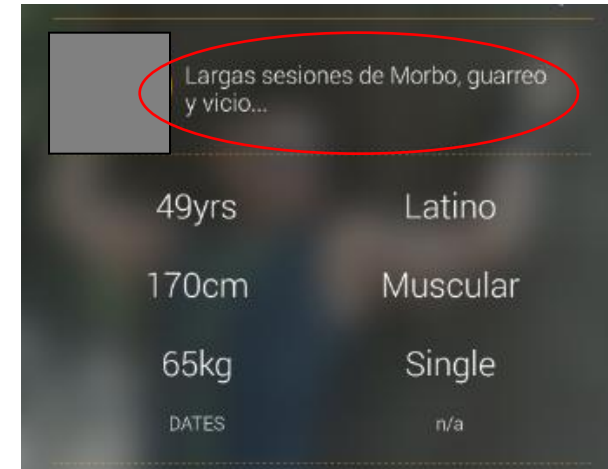 Largas sesiones de Morbo, guarreo
y vicio...
49yrs Latino
170cm Muscular
65kg Single
DATES n/a